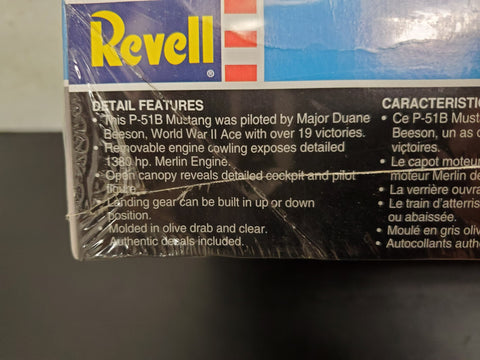 Revell
®
DETAIL FEATURES
• This P-51B Mustang was piloted by Major Duane
Beeson, World War II Ace with over 19 victories.
• Removable engine cowling exposes detailed
1380 hp. Merlin Engine.
• Open canopy reveals detailed cockpit and pilot
figure.
• Landing gear can be built in up or down
position.
• Molded in olive drab and clear.
• Authentic decals included.
CARACTERISTIC
• Ce P-51B Musta
Beeson, un as d
victoires.
• Le capot moteur
moteur Merlin de
• La verrière ouvra
• Le train d'atterris
ou abaissée.
• Moulé en gris oliv
• Autocollants auth